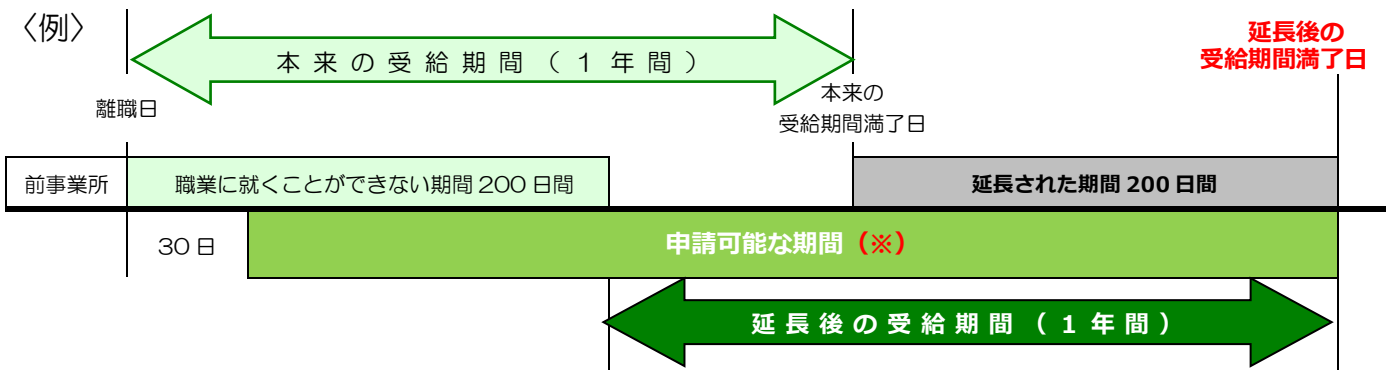 〈例〉
本来の受給期間（１年間）
延長後の
受給期間満了日
離職日
本来の
受給期間満了日
前事業所
職業に就くことができない期間 200 日間
延長された期間 200 日間
30 日
申請可能な期間（※）
延長後の受給期間（１年間）